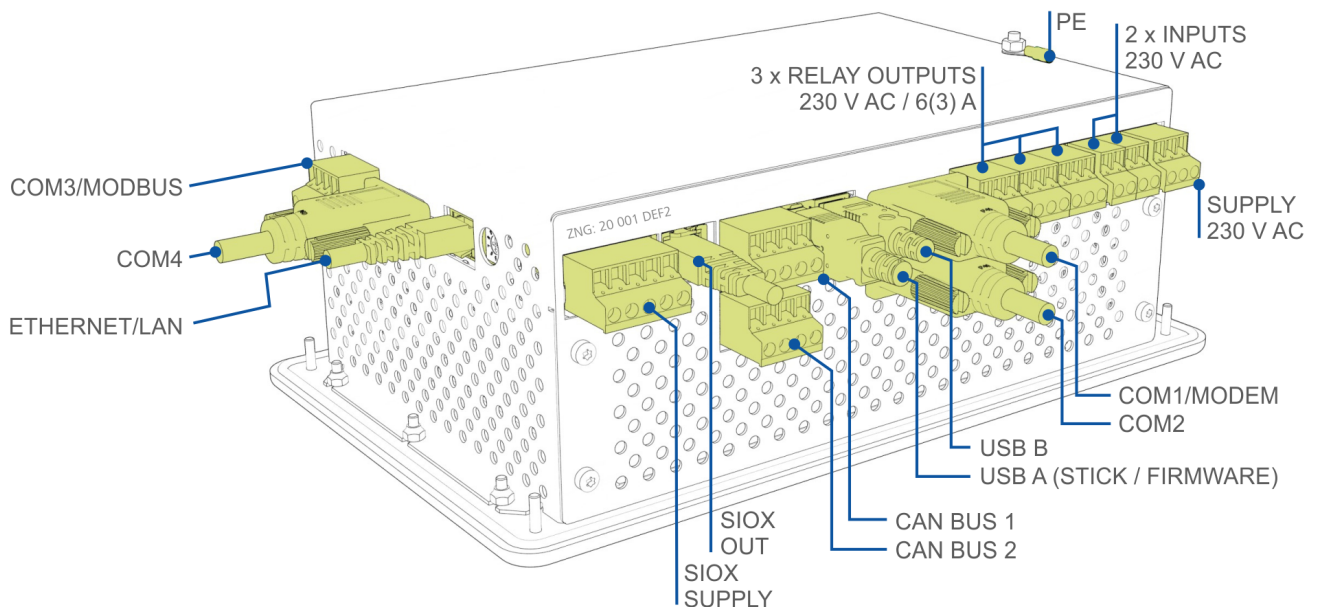 PE
2 x INPUTS
230 V AC
3 x RELAY OUTPUTS
230 V AC / 6(3) A
COM3/MODBUS
COM4
ETHERNET/LAN
ZNG: 20 001 DEF2
SUPPLY
230 V AC
COM1/MODEM
COM2
USB B
USB A (STICK / FIRMWARE)
CAN BUS 1
CAN BUS 2
SIOX
OUT
SIOX
SUPPLY